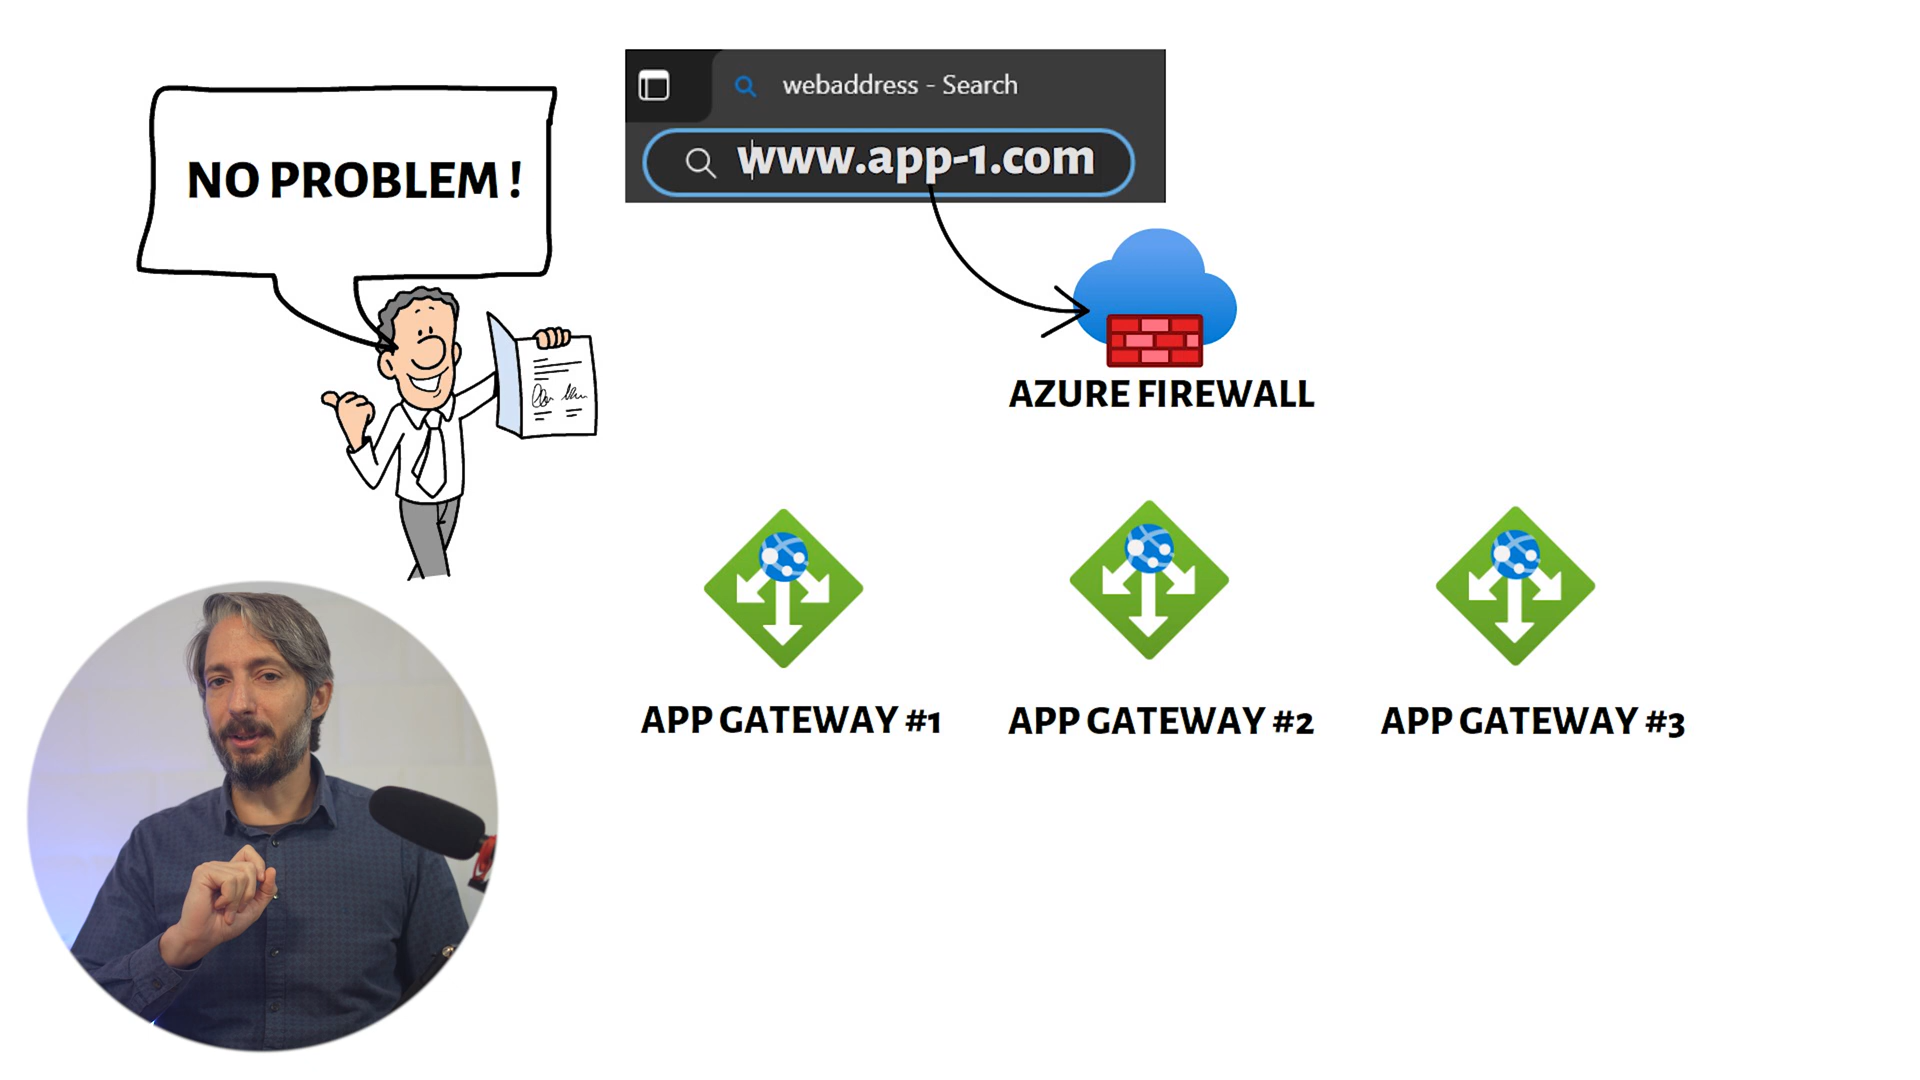 NO PROBLEM !
webaddress - Search
www.app-1.com
AZURE FIREWALL
APP GATEWAY #1
APP GATEWAY #2
APP GATEWAY #3